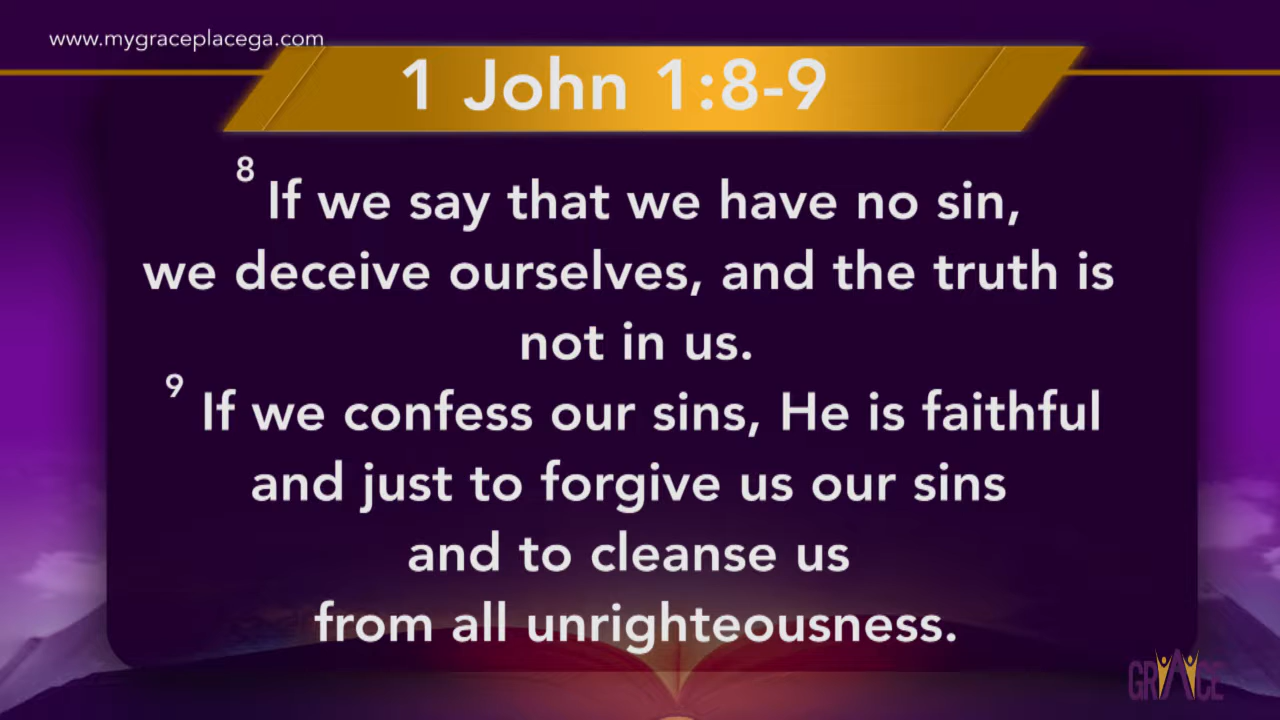 www.mygraceplacega.com
1 John 1:8-9
8 If we say that we have no sin,
we deceive ourselves, and the truth is
not in us.
9 If we confess our sins, He is faithful
and just to forgive us our sins
and to cleanse us
from all unrighteousness.
GRACE